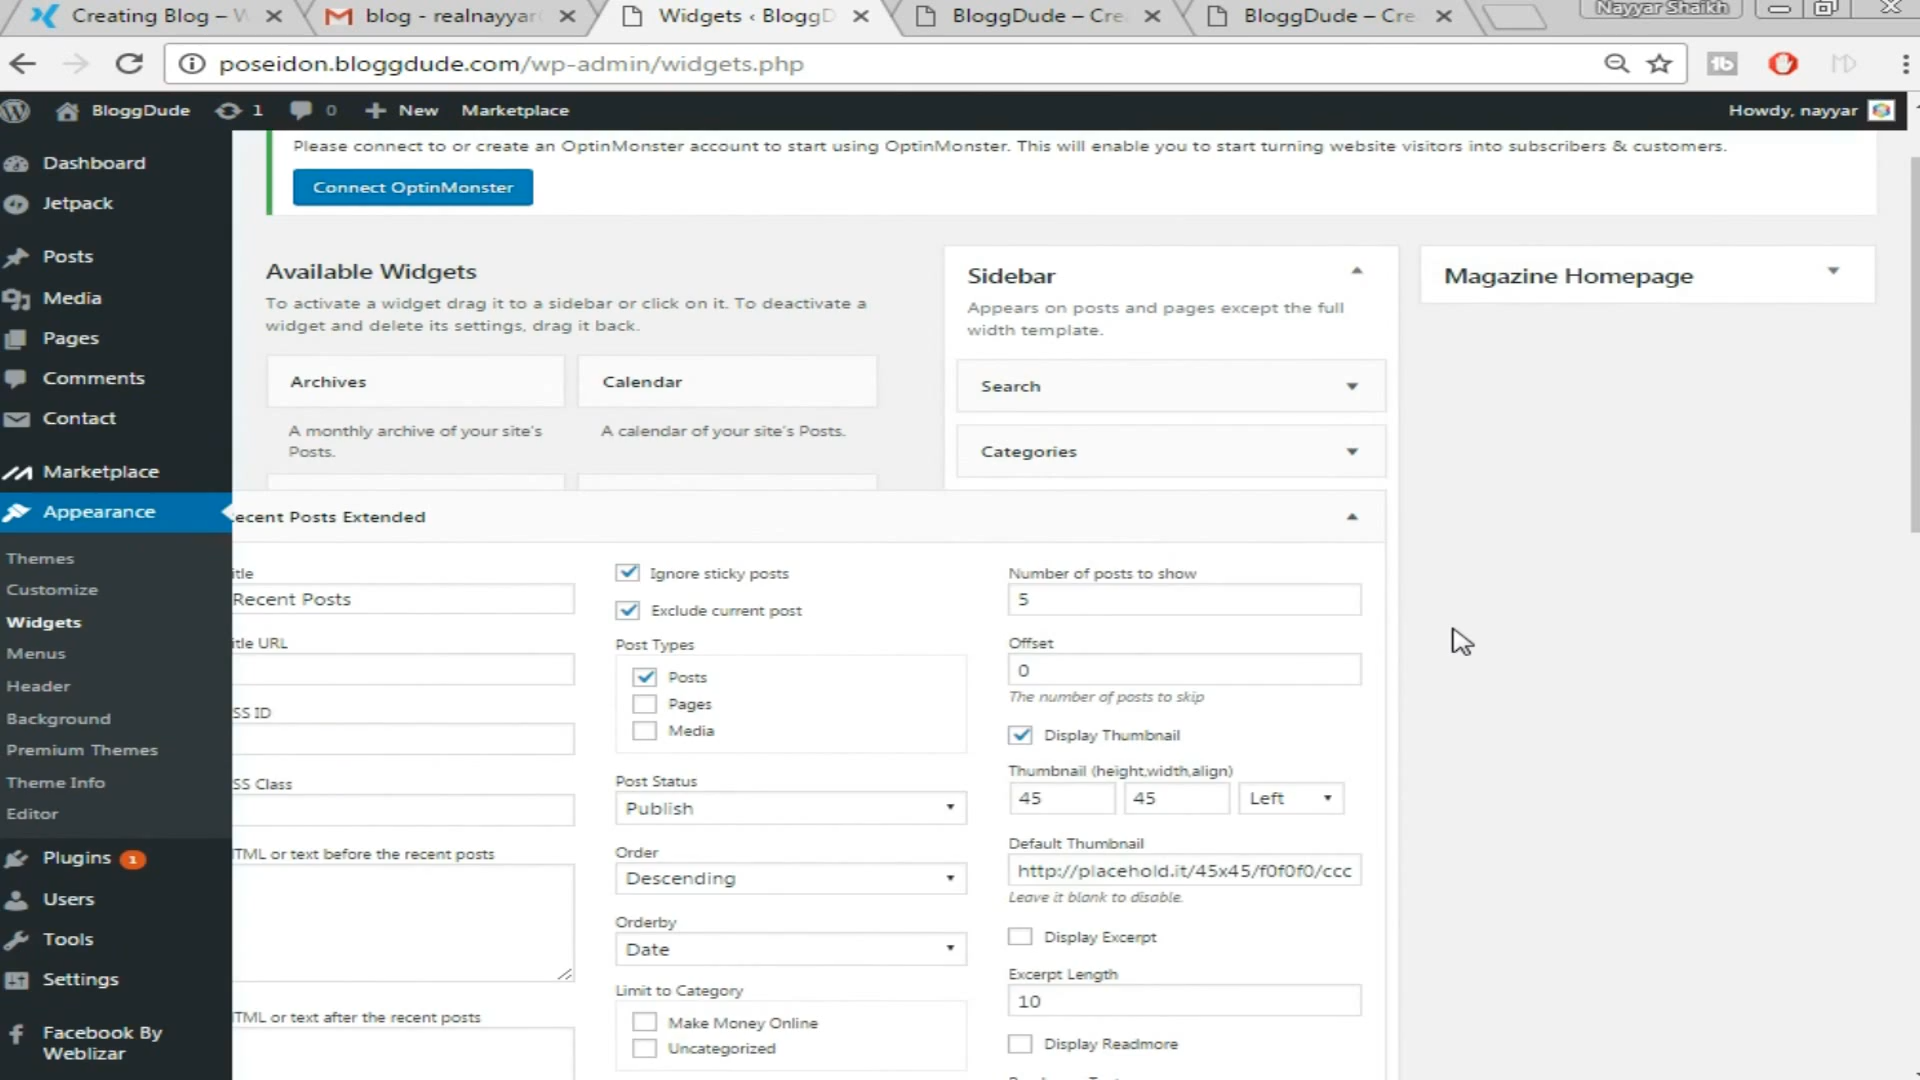 Creating Blog –
blog - realnayyar
Widgets ‹ BloggD
BloggDude – Cre
BloggDude – Cre
Nayyar Shaikh
poseidon.bloggdude.com/wp-admin/widgets.php
BloggDude
1
0
New
Marketplace
Howdy, nayyar
Please connect to or create an OptinMonster account to start using OptinMonster. This will enable you to start turning website visitors into subscribers & customers.
Connect OptinMonster
Dashboard
Jetpack
Posts
Media
Pages
Comments
Contact
Marketplace
Appearance
Themes
Customize
Widgets
Menus
Header
Background
Premium Themes
Theme Info
Editor
Plugins 1
Users
Tools
Settings
Facebook By
Weblizar
Available Widgets
To activate a widget drag it to a sidebar or click on it. To deactivate a
widget and delete its settings, drag it back.
Archives
A monthly archive of your site's
Posts.
Calendar
A calendar of your site's Posts.
Sidebar
Appears on posts and pages except the full
width template.
Search
Categories
Magazine Homepage
ecent Posts Extended
itle
Recent Posts
itle URL
SS ID
SS Class
TML or text before the recent posts
TML or text after the recent posts
Ignore sticky posts
Exclude current post
Post Types
Posts
Pages
Media
Post Status
Publish
Order
Descending
Orderby
Date
Limit to Category
Make Money Online
Uncategorized
Number of posts to show
5
Offset
0
The number of posts to skip
Display Thumbnail
Thumbnail (height,width,align)
45 45 Left
Default Thumbnail
http://placehold.it/45x45/f0f0f0/ccc
Leave it blank to disable.
Display Excerpt
Excerpt Length
10
Display Readmore